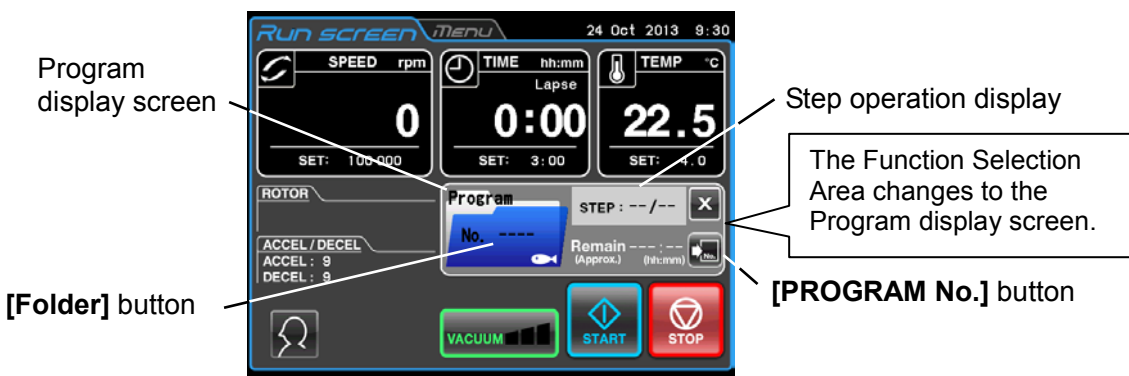 Run screen
Menu
24 Oct 2013 9:30
Program
display screen
SPEED rpm
0
SET: 100 000
TIME hh:mm
Lapse
0:00
SET: 3:00
TEMP °C
22.5
SET: 4.0
Step operation display
The Function Selection
Area changes to the
Program display screen.
ROTOR
ACCEL / DECEL
ACCEL : 9
DECEL : 9
Program
No. ----
STEP : --/--
X
Remain ---:--
(Approx.) (hh:mm)
No.
[Folder] button
[PROGRAM No.] button
VACUUM
START
STOP